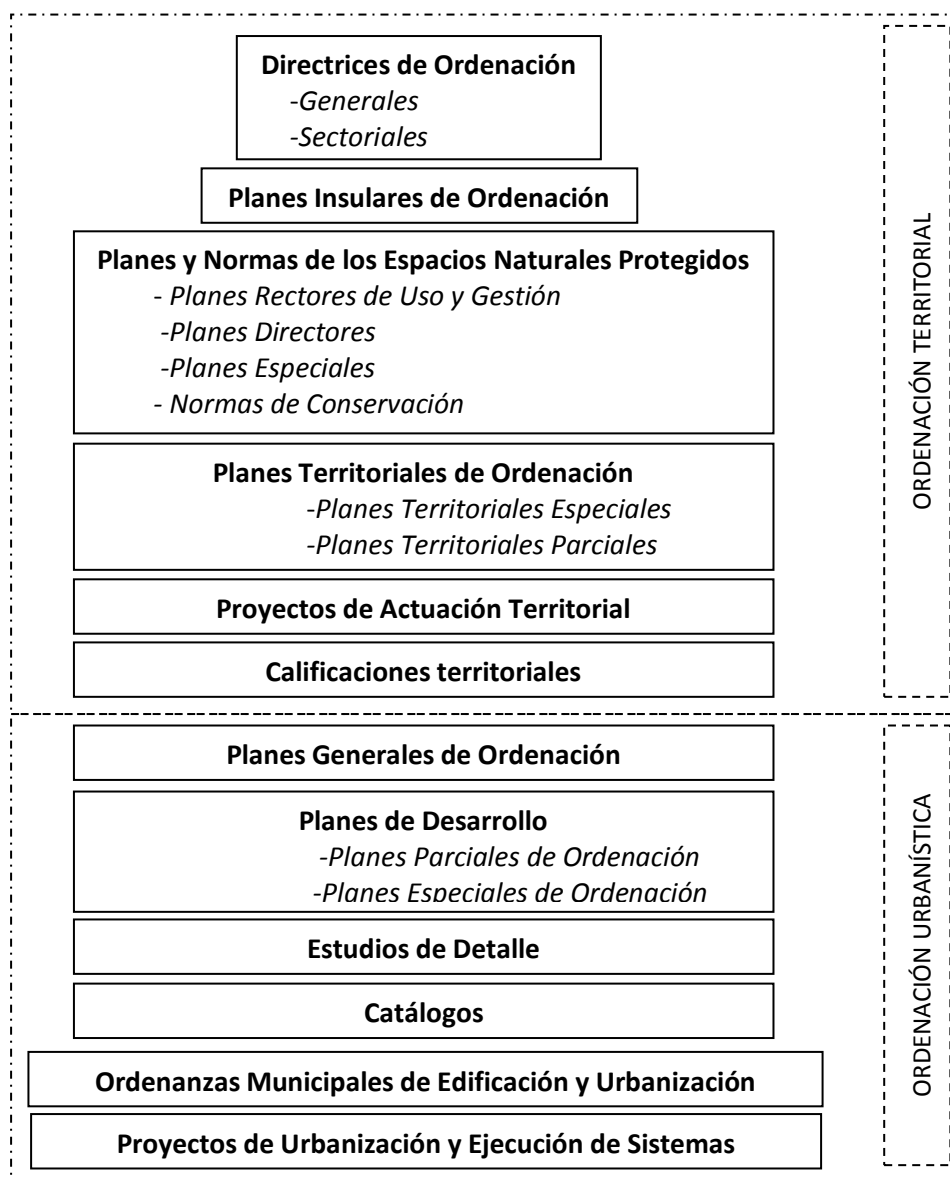 Directrices de Ordenación
-Generales
-Sectoriales
Planes Insulares de Ordenación
Planes y Normas de los Espacios Naturales Protegidos
- Planes Rectores de Uso y Gestión
-Planes Directores
-Planes Especiales
- Normas de Conservación
Planes Territoriales de Ordenación
-Planes Territoriales Especiales
-Planes Territoriales Parciales
Proyectos de Actuación Territorial
Calificaciones territoriales
ORDENACIÓN TERRITORIAL
Planes Generales de Ordenación
Planes de Desarrollo
-Planes Parciales de Ordenación
-Planes Especiales de Ordenación
Estudios de Detalle
Catálogos
Ordenanzas Municipales de Edificación y Urbanización
Proyectos de Urbanización y Ejecución de Sistemas
ORDENACIÓN URBANÍSTICA